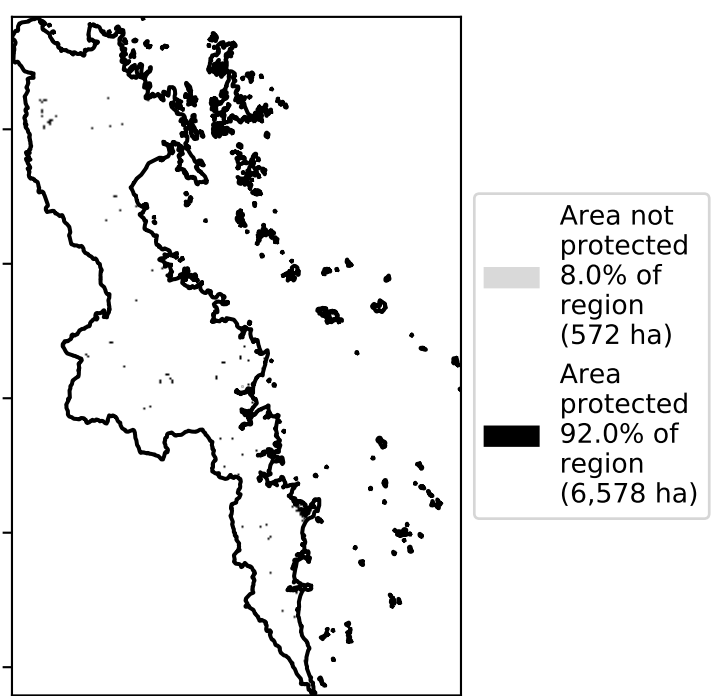 Area not
protected
8.0% of
region
(572 ha)
Area
protected
92.0% of
region
(6,578 ha)